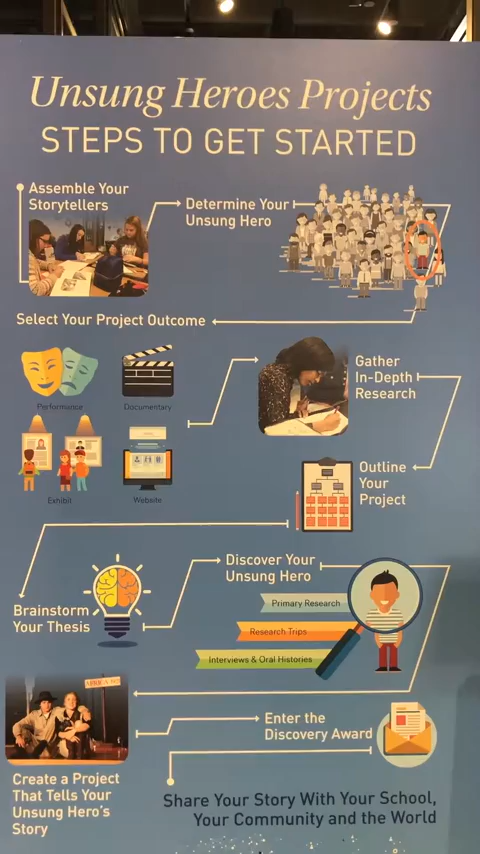 Unsung Heroes Projects
STEPS TO GET STARTED
Assemble Your
Storytellers
Determine Your
Unsung Hero
Select Your Project Outcome
Performance
Documentary
Exhibit
Website
Gather
In-Depth
Research
Outline
Your
Project
Brainstorm
Your Thesis
Discover Your
Unsung Hero
Primary Research
Research Trips
Interviews & Oral Histories
Create a Project
That Tells Your
Unsung Hero's
Story
Enter the
Discovery Award
Share Your Story With Your School,
Your Community and the World